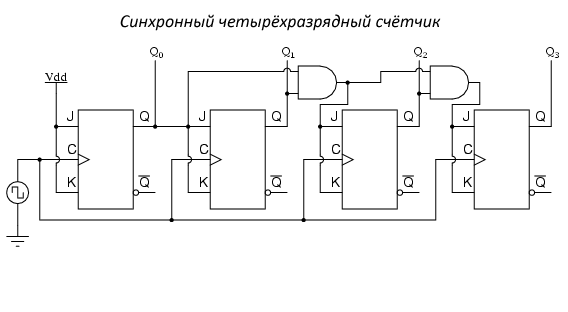 Синхронный четырёхразрядный счётчик
Q0 Q1 Q2 Q3
Vdd
J Q J Q J Q J Q
C C C C
K Q K Q K Q K Q